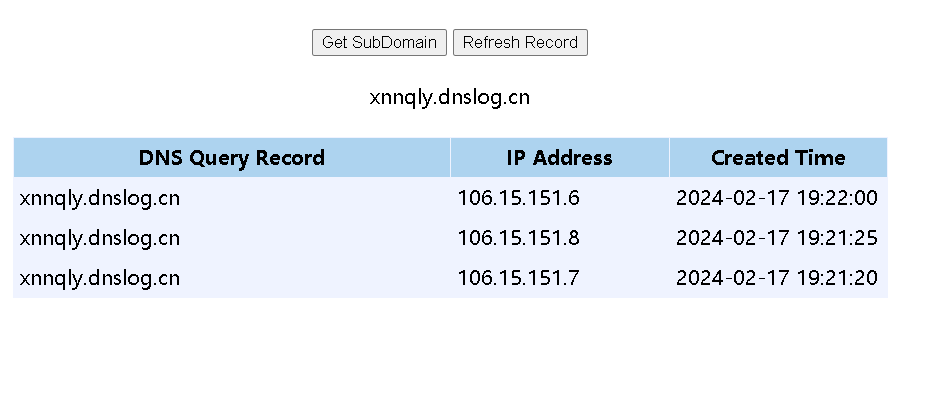 Get SubDomain Refresh Record
xnnqly.dnslog.cn
DNS Query Record IP Address Created Time
xnnqly.dnslog.cn 106.15.151.6 2024-02-17 19:22:00
xnnqly.dnslog.cn 106.15.151.8 2024-02-17 19:21:25
xnnqly.dnslog.cn 106.15.151.7 2024-02-17 19:21:20